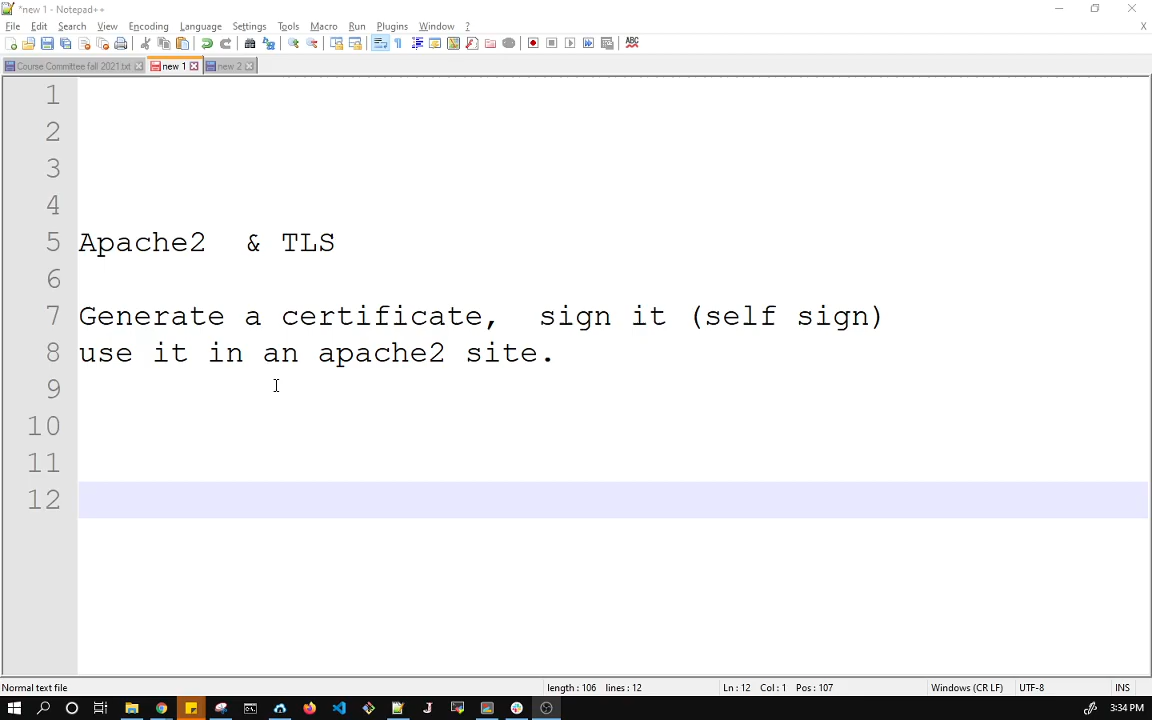 *new 1 - Notepad++
File Edit Search View Encoding Language Settings Tools Macro Run Plugins Window ? X
Course Committee fall 2021.txt new 1 new 2
1
2
3
4
5 Apache2  & TLS
6
7 Generate a certificate,  sign it (self sign)
8 use it in an apache2 site.
9
10
11
12
Normal text file length : 106 lines : 12 Ln : 12 Col : 1 Pos : 107 Windows (CR LF) UTF-8 INS
3:34 PM